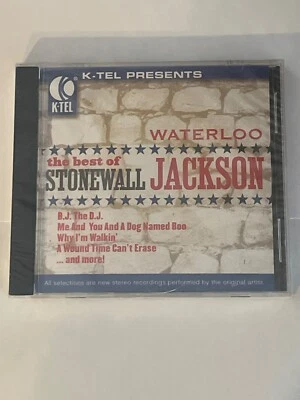 K-TEL PRESENTS
K
K-TEL
WATERLOO
the best of
STONEWALL JACKSON
B.J. The D.J.
Me And You And A Dog Named Boo
Why I'm Walkin'
A Wound Time Can't Erase
... and more!
All selections are new stereo recordings performed by the original artist